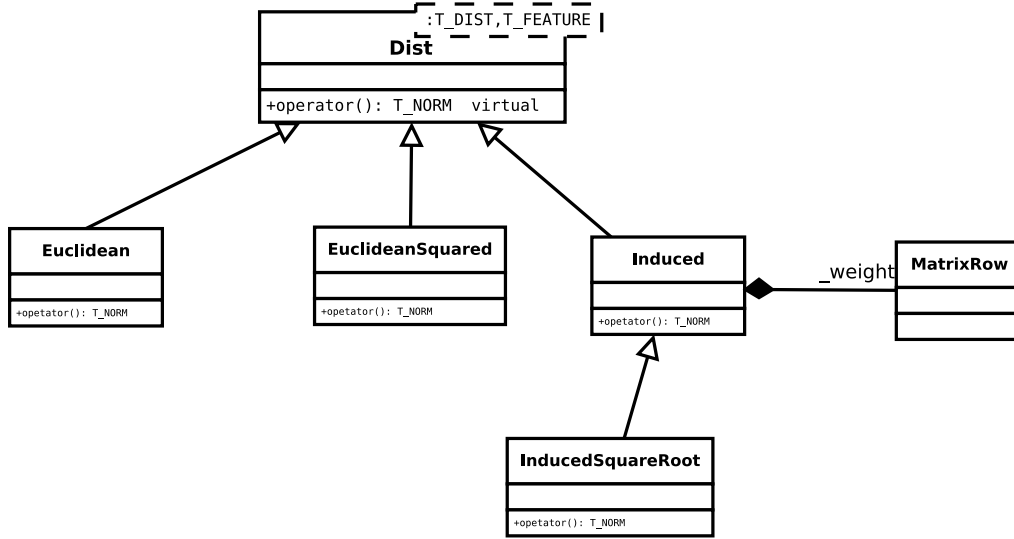 :T_DIST,T_FEATURE
Dist
+operator(): T_NORM  virtual
Euclidean
+opetator(): T_NORM
EuclideanSquared
+opetator(): T_NORM
Induced
+opetator(): T_NORM
_weight
MatrixRow
InducedSquareRoot
+opetator(): T_NORM